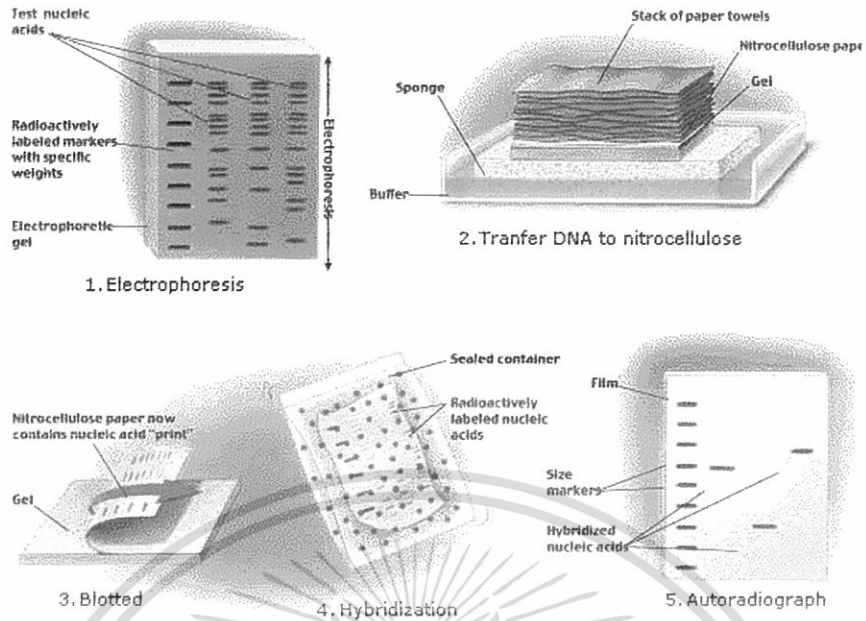 Test nucleic
acids
Radioactively
labeled markers
with specific
weights
Electrophoretic
gel
Electrophoresis
1. Electrophoresis
Stack of paper towels
Nitrocellulose pape
Gel
Sponge
Buffer
2. Tranfer DNA to nitrocellulose
Nitrocellulose paper now
contains nucleic acid "print"
Gel
3. Blotted
Sealed container
Radioactively
labeled nucleic
acids
4. Hybridization
Film
Size
markers
Hybridized
nucleic acids
5. Autoradiograph